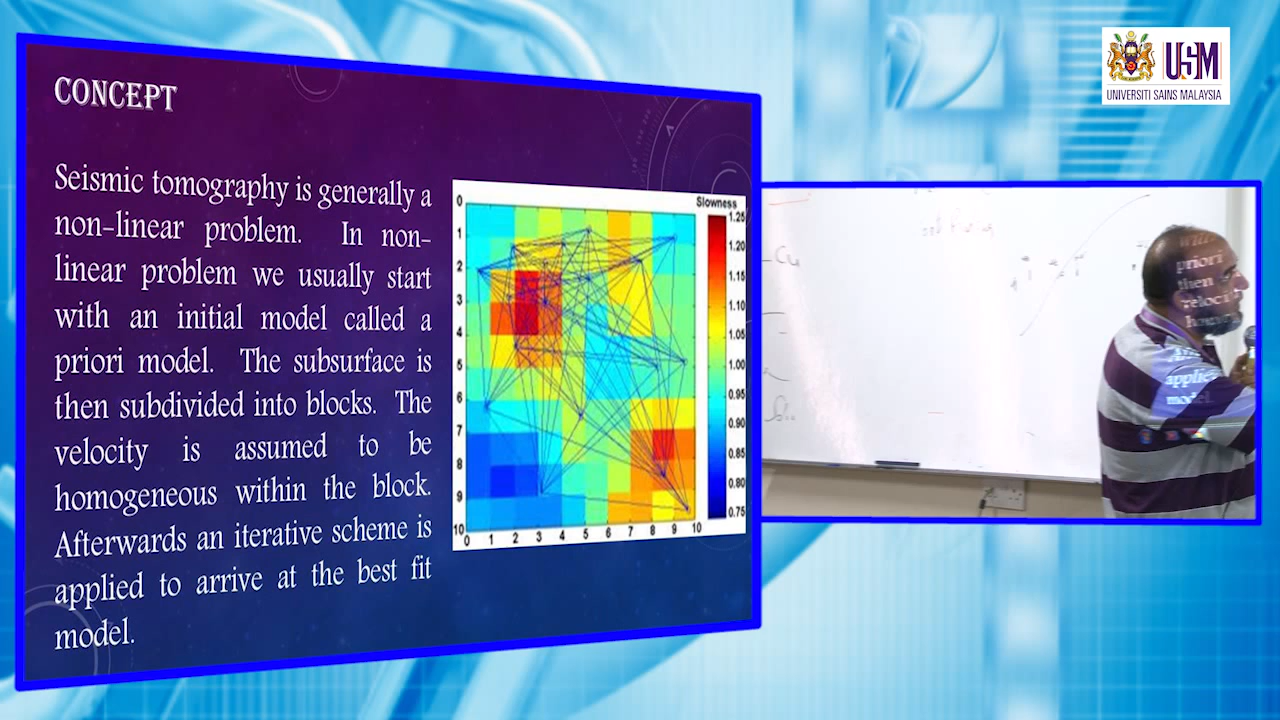 CONCEPT
Seismic tomography is generally a
non-linear problem. In non-
linear problem we usually start
with an initial model called a
priori model. The subsurface is
then subdivided into blocks. The
velocity is assumed to be
homogeneous within the block.
Afterwards an iterative scheme is
applied to arrive at the best fit
model.
Slowness
0
1
2
3
4
5
6
7
8
9
10
0 1 2 3 4 5 6 7 8 9 10
1.25
1.20
1.15
1.10
1.05
1.00
0.95
0.90
0.85
0.80
0.75
USM
UNIVERSITI SAINS MALAYSIA
priori
then
applie
model.